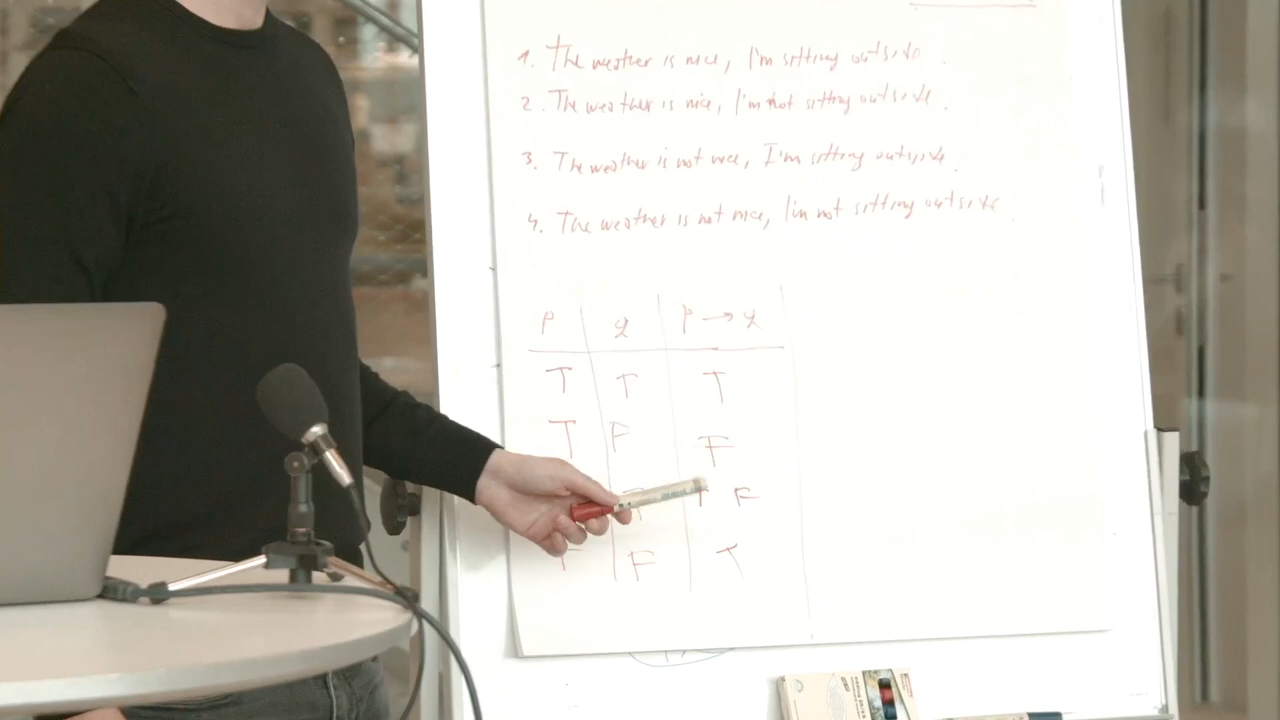 1. The weather is nice, I'm sitting outside.
2. The weather is nice, I'm not sitting outside.
3. The weather is not nice, I'm sitting outside.
4. The weather is not nice, I'm not sitting outside.
p q p → q
T T T
T F F
T F
F F T